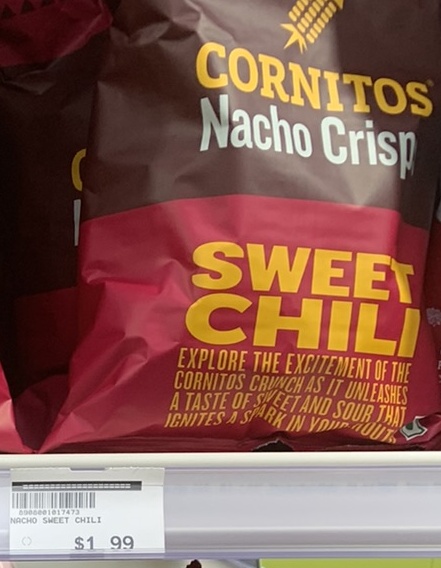 CORNITOS
Nacho Crisp
SWEET
CHILI
EXPLORE THE EXCITEMENT OF THE
CORNITOS CRUNCH AS IT UNLEASHES
A TASTE OF SWEET AND SOUR THAT
IGNITES A SPARK IN YOUR
8906001017473
NACHO SWEET CHILI
$1 99